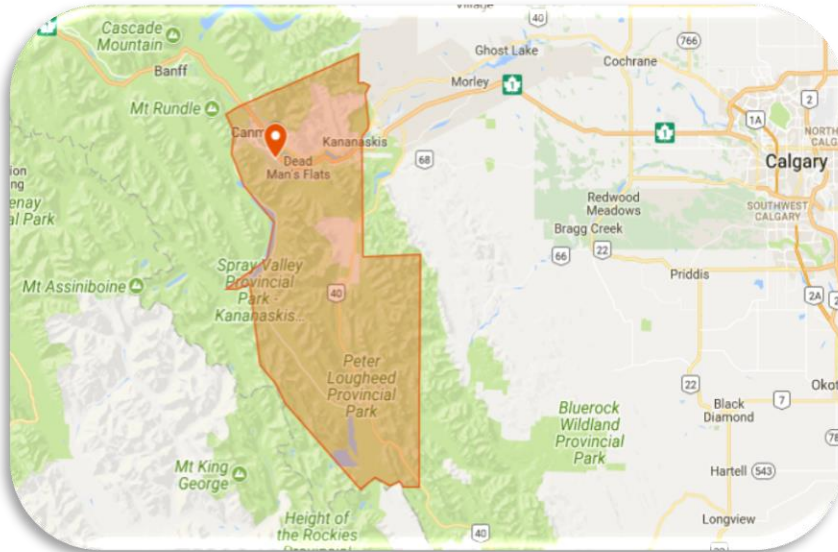 Village
40
Cascade
Mountain
Ghost Lake
766
Cochrane
Banff
Morley
1
2
Mt Rundle
1A
1
Canm
Kananaskis
Dead
Man's Flats
68
Calgary
Redwood
Meadows
SOUTHWEST
CALGARY
Bragg Creek
22
66
Spray Valley
Provincial
Park -
Kananaskis...
Mt Assiniboine
Priddis
40
2A
Peter
Lougheed
Provincial
Park
22
Okot
7
Black
Diamond
Bluerock
Wildland
Provincial
Park
Mt King
George
Hartell 543
Height of
the Rockies
Longview
40